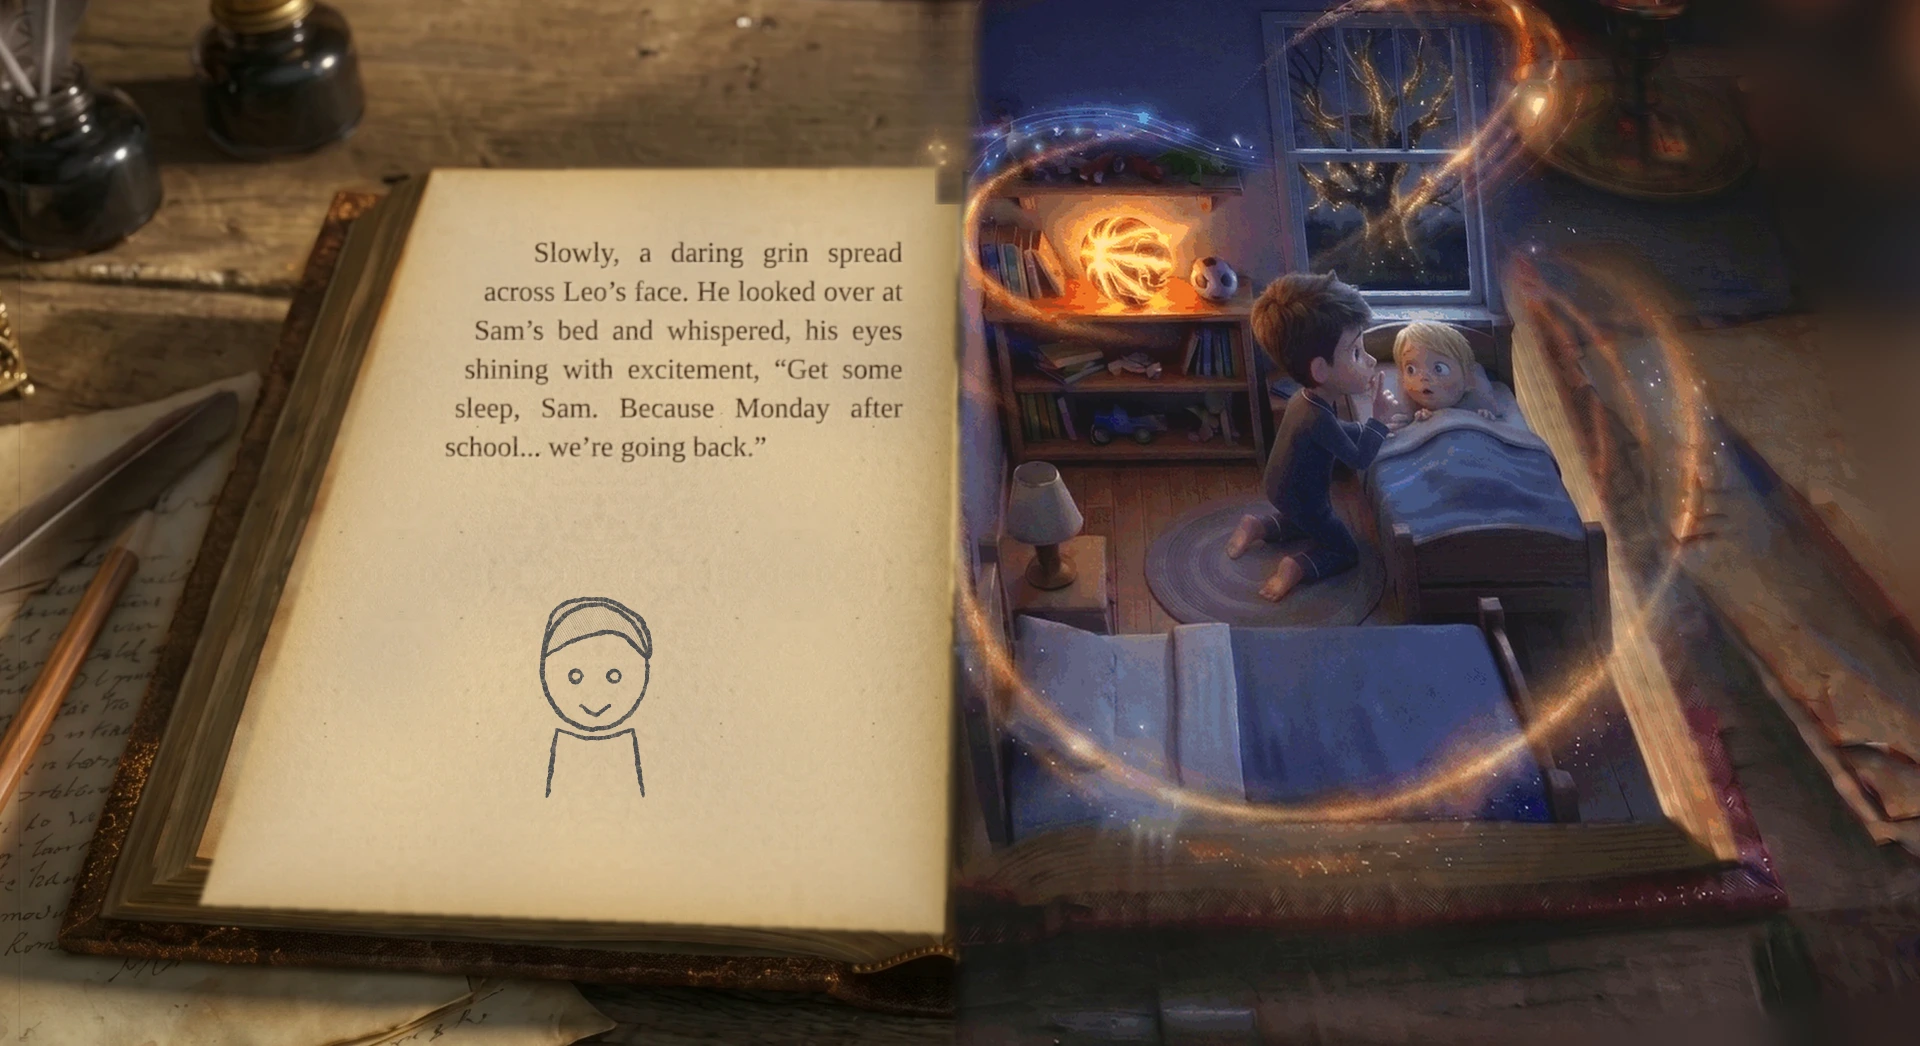 Slowly, a daring grin spread
across Leo’s face. He looked over at
Sam’s bed and whispered, his eyes
shining with excitement, “Get some
sleep, Sam. Because Monday after
school... we’re going back.”